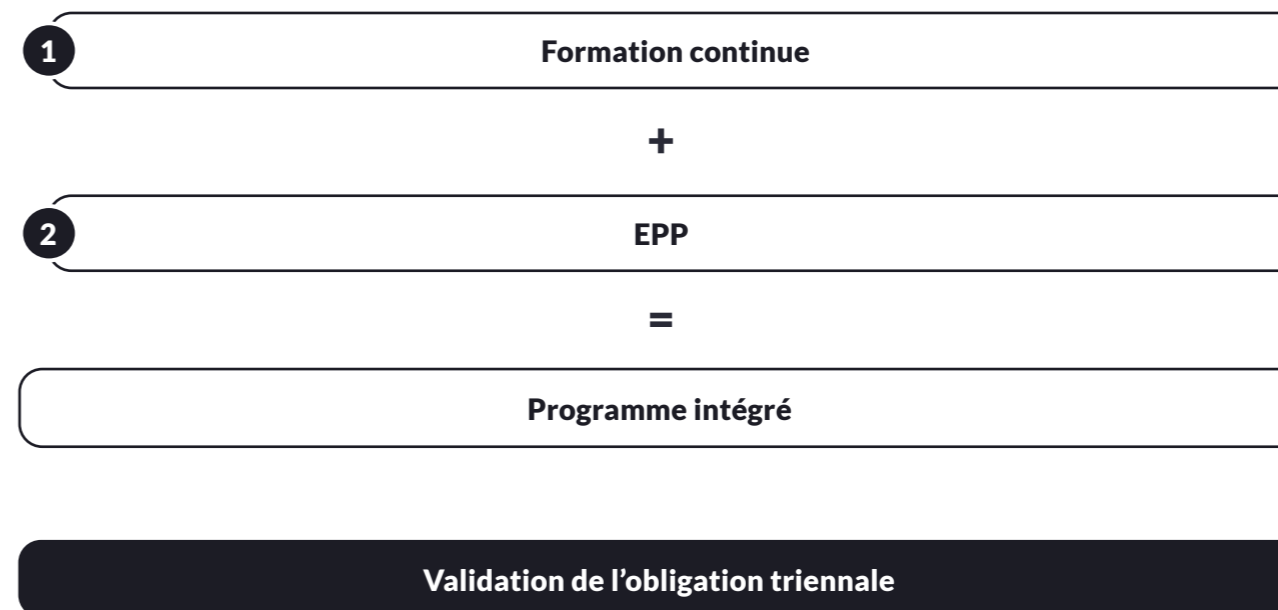 1 Formation continue
+
2 EPP
=
Programme intégré
Validation de l’obligation triennale